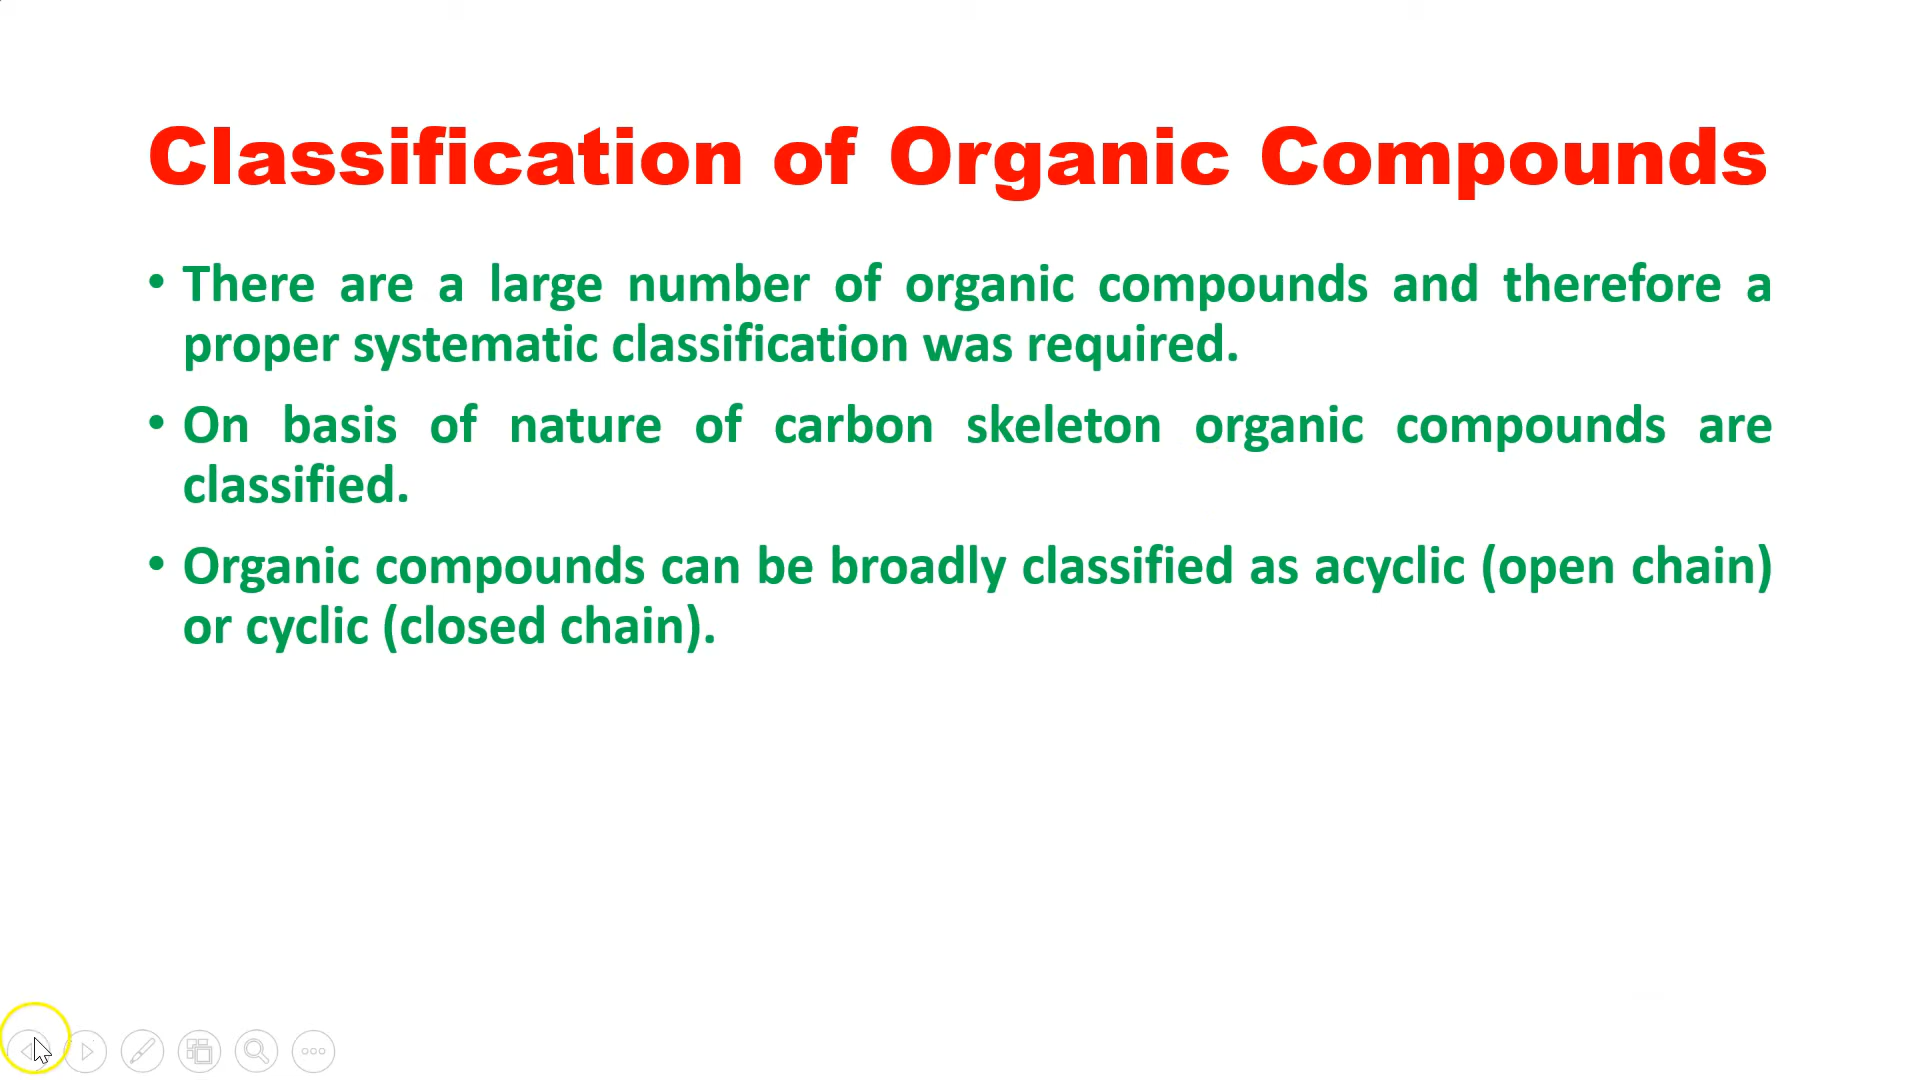 Classification of Organic Compounds
• There are a large number of organic compounds and therefore a
proper systematic classification was required.
• On basis of nature of carbon skeleton organic compounds are
classified.
• Organic compounds can be broadly classified as acyclic (open chain)
or cyclic (closed chain).